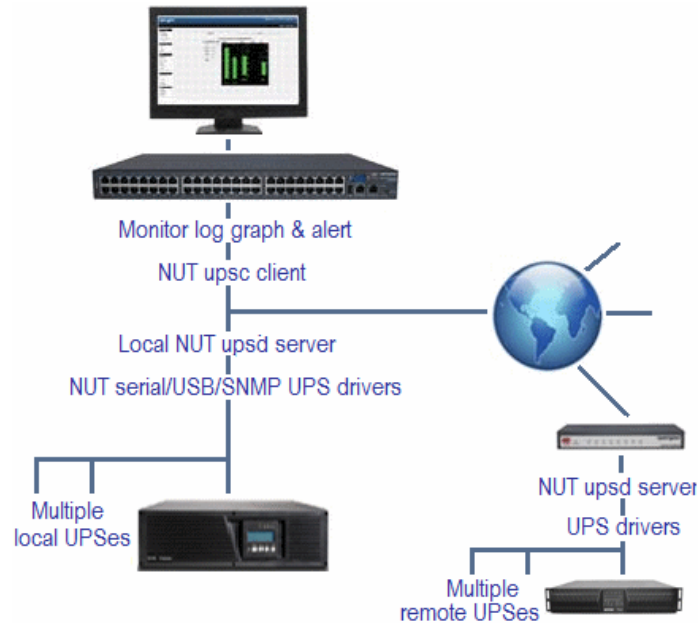 Monitor log graph & alert
NUT upsc client
Local NUT upsd server
NUT serial/USB/SNMP UPS drivers
Multiple
local UPSes
NUT upsd server
UPS drivers
Multiple
remote UPSes